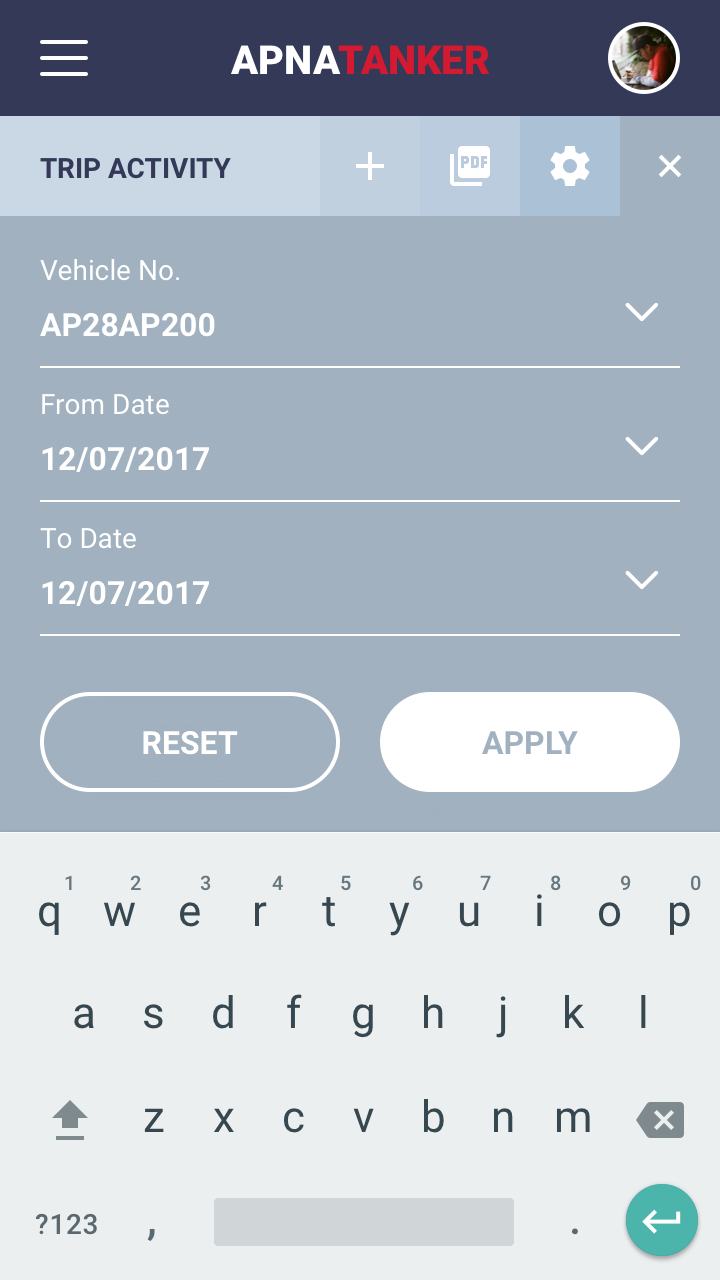 APNATANKER
TRIP ACTIVITY
PDF
Vehicle No.
AP28AP200
From Date
12/07/2017
To Date
12/07/2017
RESET APPLY
1 2 3 4 5 6 7 8 9 0
q w e r t y u i o p
a s d f g h j k l
z x c v b n m
?123 , .